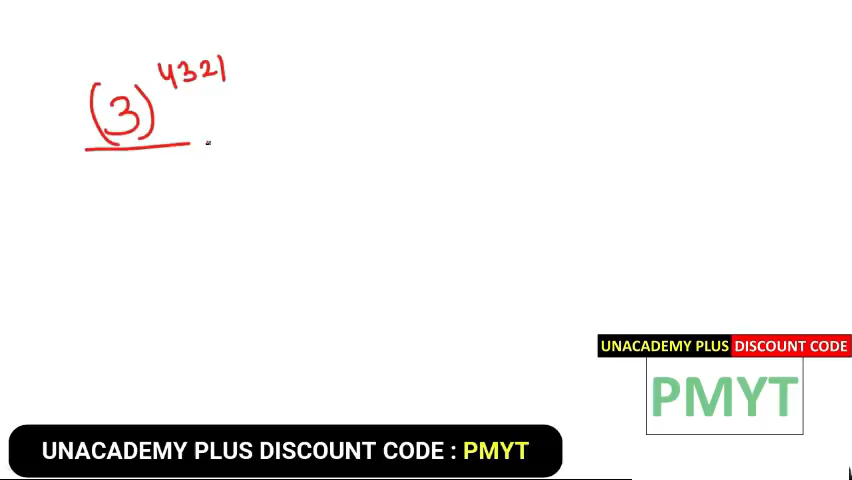 (3)^4321
UNACADEMY PLUS DISCOUNT CODE
PMYT
UNACADEMY PLUS DISCOUNT CODE : PMYT